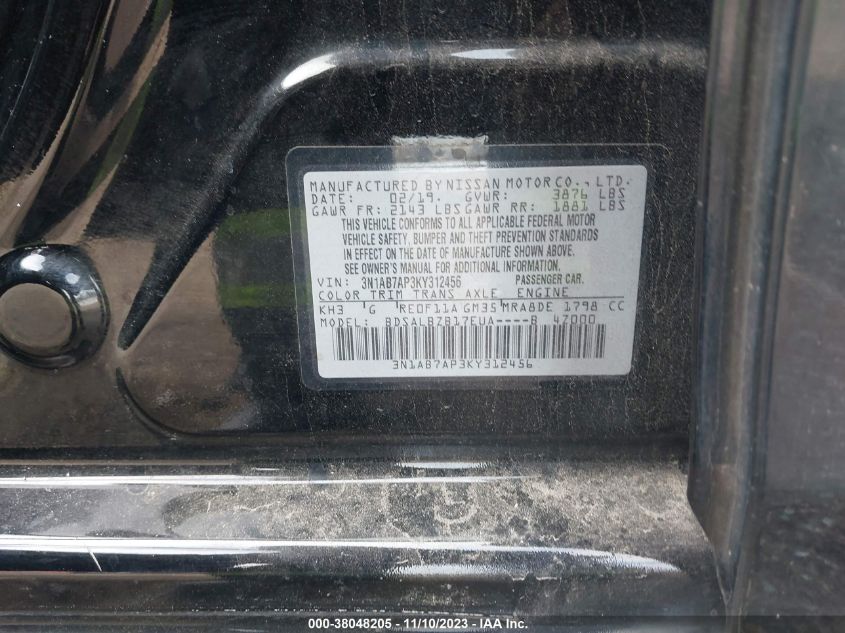 MANUFACTURED BY NISSAN MOTOR CO., LTD.
DATE: 02/19. GVWR: 3876 LBS
GAWR FR: 2143 LBS GAWR RR: 1881 LBS
THIS VEHICLE CONFORMS TO ALL APPLICABLE FEDERAL MOTOR
VEHICLE SAFETY, BUMPER AND THEFT PREVENTION STANDARDS
IN EFFECT ON THE DATE OF MANUFACTURE SHOWN ABOVE.
SEE OWNER'S MANUAL FOR ADDITIONAL INFORMATION.
VIN: 3N1AB7AP3KY312456 PASSENGER CAR.
COLOR TRIM TRANS AXLE ENGINE
KH3 G RE0F11A GM35 MRA8DE 1798 CC
MODEL: BDSALBZB17EUA----B 47000
3N1AB7AP3KY312456
000-38048205 - 11/10/2023 - IAA Inc.